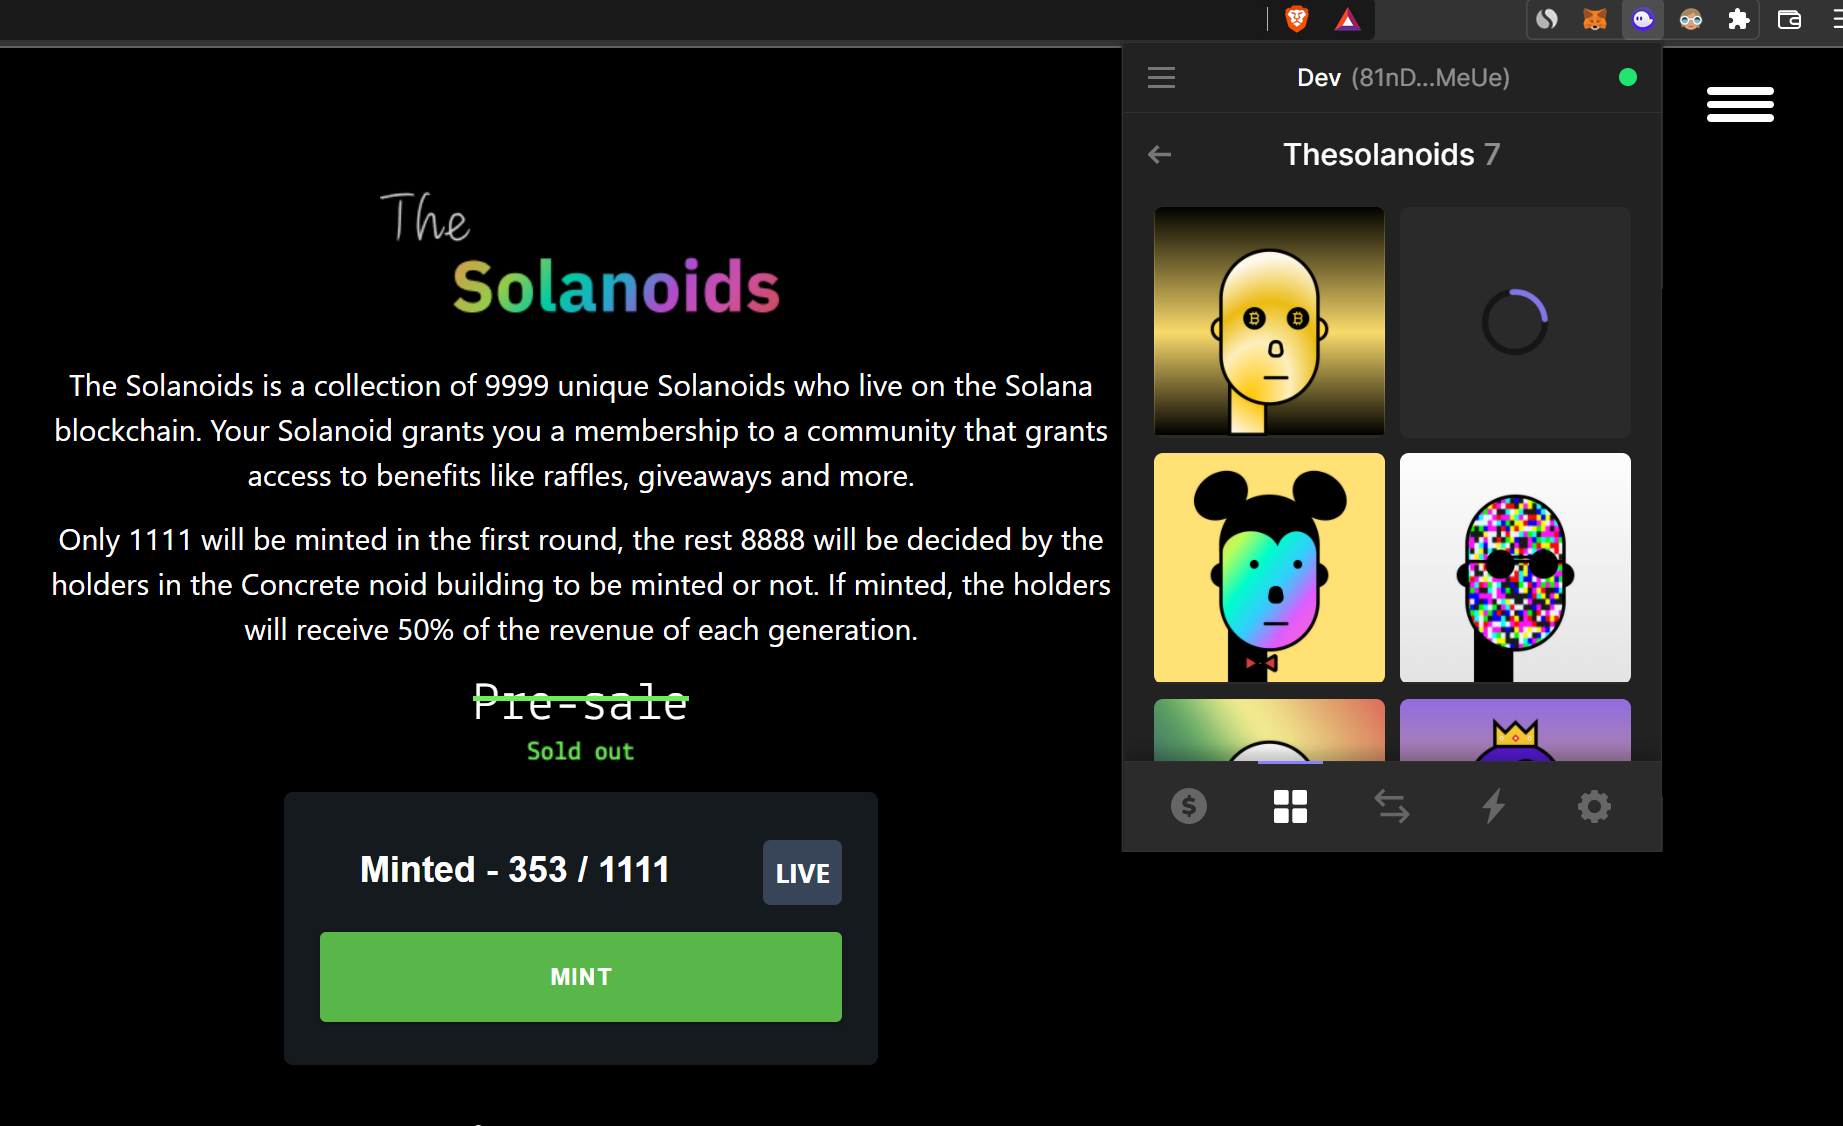 Dev (81nD...MeUe)
Thesolanoids 7
The
Solanoids
The Solanoids is a collection of 9999 unique Solanoids who live on the Solana
blockchain. Your Solanoid grants you a membership to a community that grants
access to benefits like raffles, giveaways and more.
Only 1111 will be minted in the first round, the rest 8888 will be decided by the
holders in the Concrete noid building to be minted or not. If minted, the holders
will receive 50% of the revenue of each generation.
Pre-sale
Sold out
Minted - 353 / 1111
LIVE
MINT